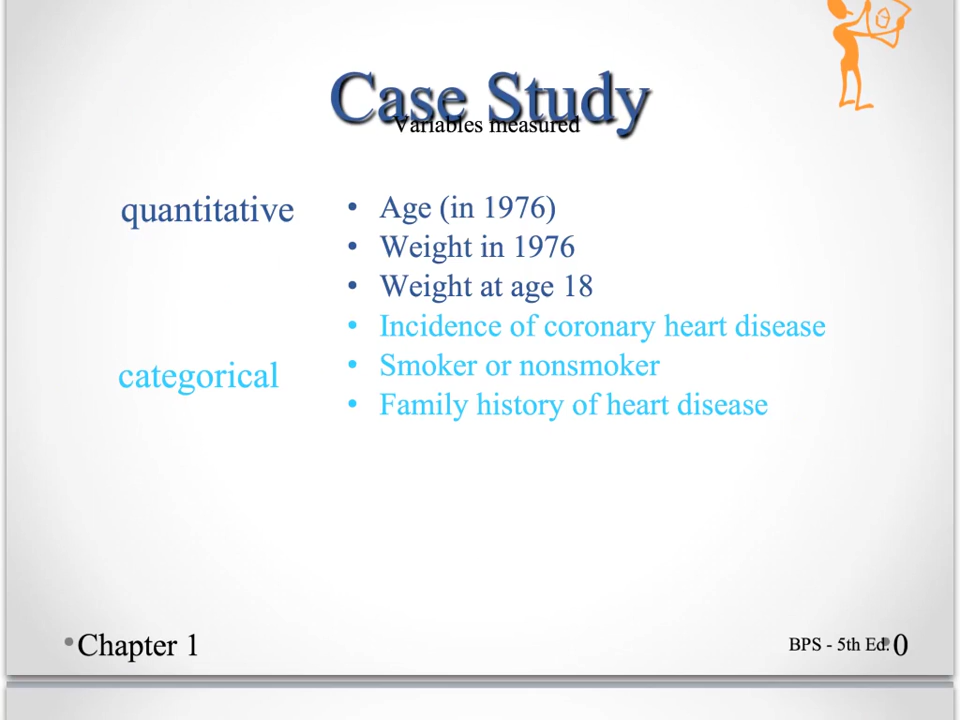 Case Study
Variables measured
quantitative
• Age (in 1976)
• Weight in 1976
• Weight at age 18
• Incidence of coronary heart disease
categorical
• Smoker or nonsmoker
• Family history of heart disease
•Chapter 1
BPS - 5th Ed.
•0